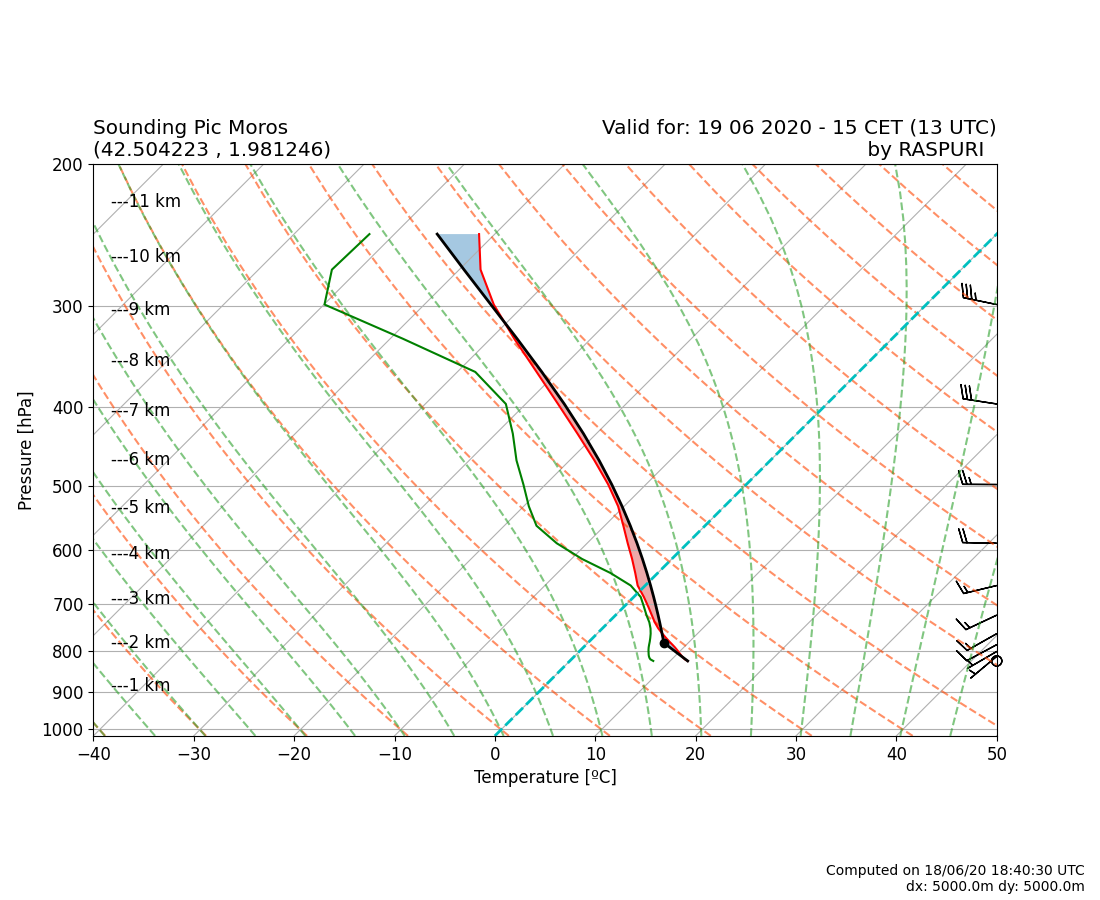 Sounding Pic Moros
(42.504223 , 1.981246)
Valid for: 19 06 2020 - 15 CET (13 UTC)
by RASPURI
200
300
400
500
600
700
800
900
1000
Pressure [hPa]
---11 km
---10 km
---9 km
---8 km
---7 km
---6 km
---5 km
---4 km
---3 km
---2 km
---1 km
−40 −30 −20 −10 0 10 20 30 40 50
Temperature [ºC]
Computed on 18/06/20 18:40:30 UTC
dx: 5000.0m dy: 5000.0m